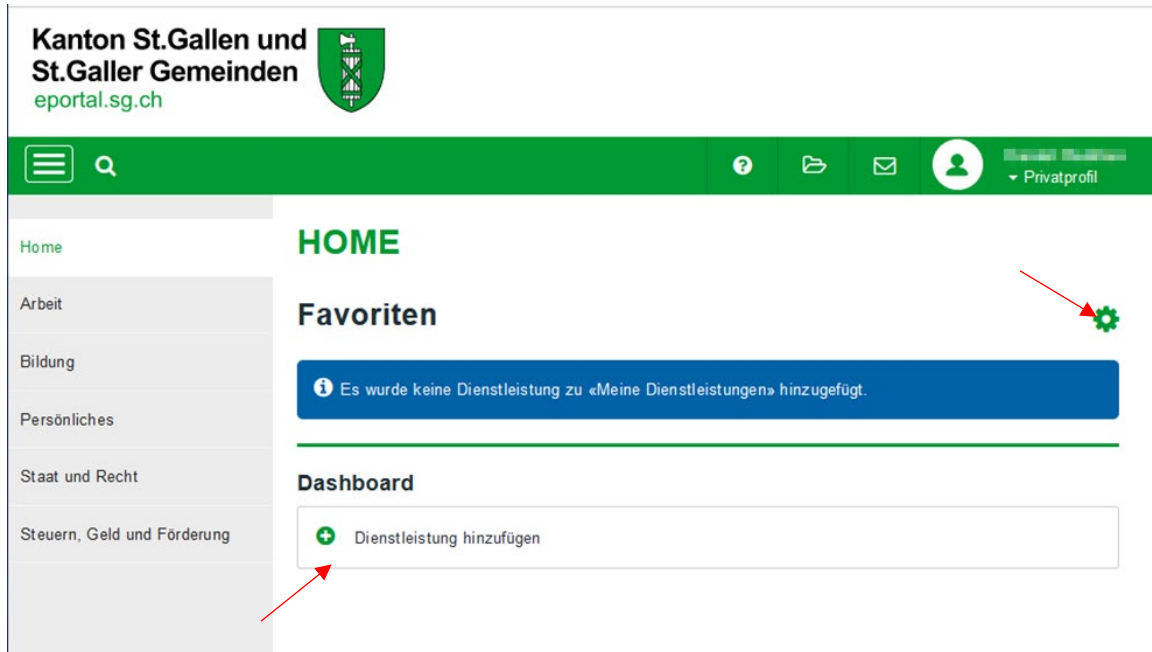 Kanton St.Gallen und
St.Galler Gemeinden
eportal.sg.ch
Privatprofil
Home
Arbeit
Bildung
Persönliches
Staat und Recht
Steuern, Geld und Förderung
HOME
Favoriten
Es wurde keine Dienstleistung zu «Meine Dienstleistungen» hinzugefügt.
Dashboard
Dienstleistung hinzufügen